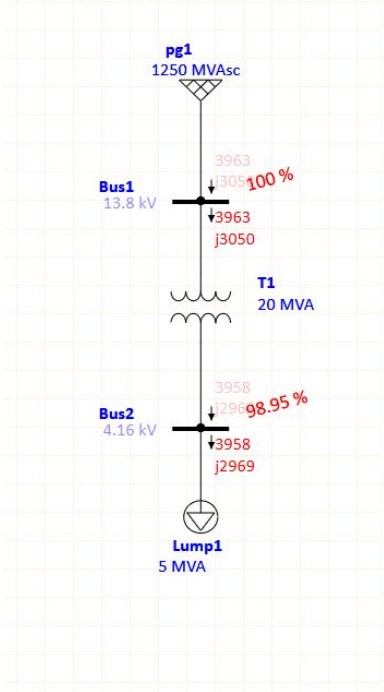 pg1
1250 MVAsc
3963
j3050
100 %
Bus1
13.8 kV
3963
j3050
T1
20 MVA
3958
98.95 %
Bus2
4.16 kV
3958
j2969
Lump1
5 MVA